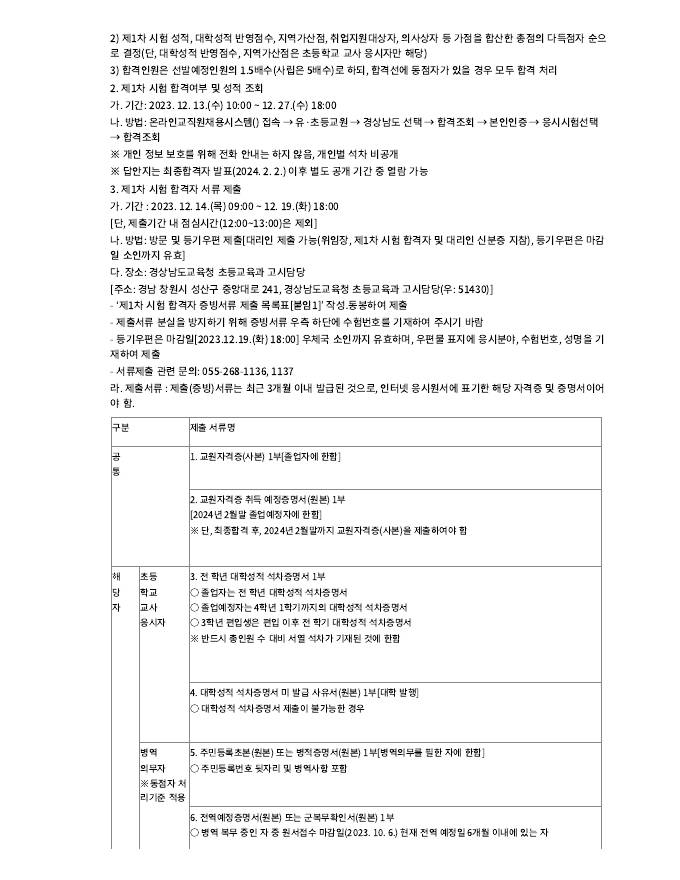 2) 제1차 시험 성적, 대학성적 반영점수, 지역가산점, 취업지원대상자, 의사상자 등 가점을 합산한 총점의 다득점자 순으
로 결정(단, 대학성적 반영점수, 지역가산점은 초등학교 교사 응시자만 해당)
3) 합격인원은 선발예정인원의 1.5배수(사립은 5배수)로 하되, 합격선에 동점자가 있을 경우 모두 합격 처리
2. 제1차 시험 합격여부 및 성적 조회
가. 기간: 2023. 12. 13.(수) 10:00 ~ 12. 27.(수) 18:00
나. 방법: 온라인교직원채용시스템() 접속 → 유·초등교원 → 경상남도 선택 → 합격조회 → 본인인증 → 응시시험선택
→ 합격조회
※ 개인 정보 보호를 위해 전화 안내는 하지 않음, 개인별 석차 비공개
※ 답안지는 최종합격자 발표(2024. 2. 2.) 이후 별도 공개 기간 중 열람 가능
3. 제1차 시험 합격자 서류 제출
가. 기간 : 2023. 12. 14.(목) 09:00 ~ 12. 19.(화) 18:00
[단, 제출기간 내 점심시간(12:00~13:00)은 제외]
나. 방법: 방문 및 등기우편 제출[대리인 제출 가능(위임장, 제1차 시험 합격자 및 대리인 신분증 지참), 등기우편은 마감
일 소인까지 유효]
다. 장소: 경상남도교육청 초등교육과 고시담당
[주소: 경남 창원시 성산구 중앙대로 241, 경상남도교육청 초등교육과 고시담당(우: 51430)]
- ‘제1차 시험 합격자 증빙서류 제출 목록표[붙임1]’ 작성.동봉하여 제출
- 제출서류 분실을 방지하기 위해 증빙서류 우측 하단에 수험번호를 기재하여 주시기 바람
- 등기우편은 마감일[2023.12.19.(화) 18:00] 우체국 소인까지 유효하며, 우편물 표지에 응시분야, 수험번호, 성명을 기
재하여 제출
- 서류제출 관련 문의: 055-268-1136, 1137
라. 제출서류 : 제출(증빙)서류는 최근 3개월 이내 발급된 것으로, 인터넷 응시원서에 표기한 해당 자격증 및 증명서이어
야 함.
구분 제출 서류명
공
통
1. 교원자격증(사본) 1부[졸업자에 한함]
2. 교원자격증 취득 예정증명서(원본) 1부
[2024년 2월말 졸업예정자에 한함]
※ 단, 최종합격 후, 2024년 2월말까지 교원자격증(사본)을 제출하여야 함
해
당
자
초등
학교
교사
응시자
3. 전 학년 대학성적 석차증명서 1부
○ 졸업자는 전 학년 대학성적 석차증명서
○ 졸업예정자는 4학년 1학기까지의 대학성적 석차증명서
○ 3학년 편입생은 편입 이후 전 학기 대학성적 석차증명서
※ 반드시 총인원 수 대비 서열 석차가 기재된 것에 한함
4. 대학성적 석차증명서 미 발급 사유서(원본) 1부[대학 발행]
○ 대학성적 석차증명서 제출이 불가능한 경우
병역
의무자
※동점자 처
리기준 적용
5. 주민등록초본(원본) 또는 병적증명서(원본) 1부[병역의무를 필한 자에 한함]
○ 주민등록번호 뒷자리 및 병역사항 포함
6. 전역예정증명서(원본) 또는 군복무확인서(원본) 1부
○ 병역 복무 중인 자 중 원서접수 마감일(2023. 10. 6.) 현재 전역 예정일 6개월 이내에 있는 자